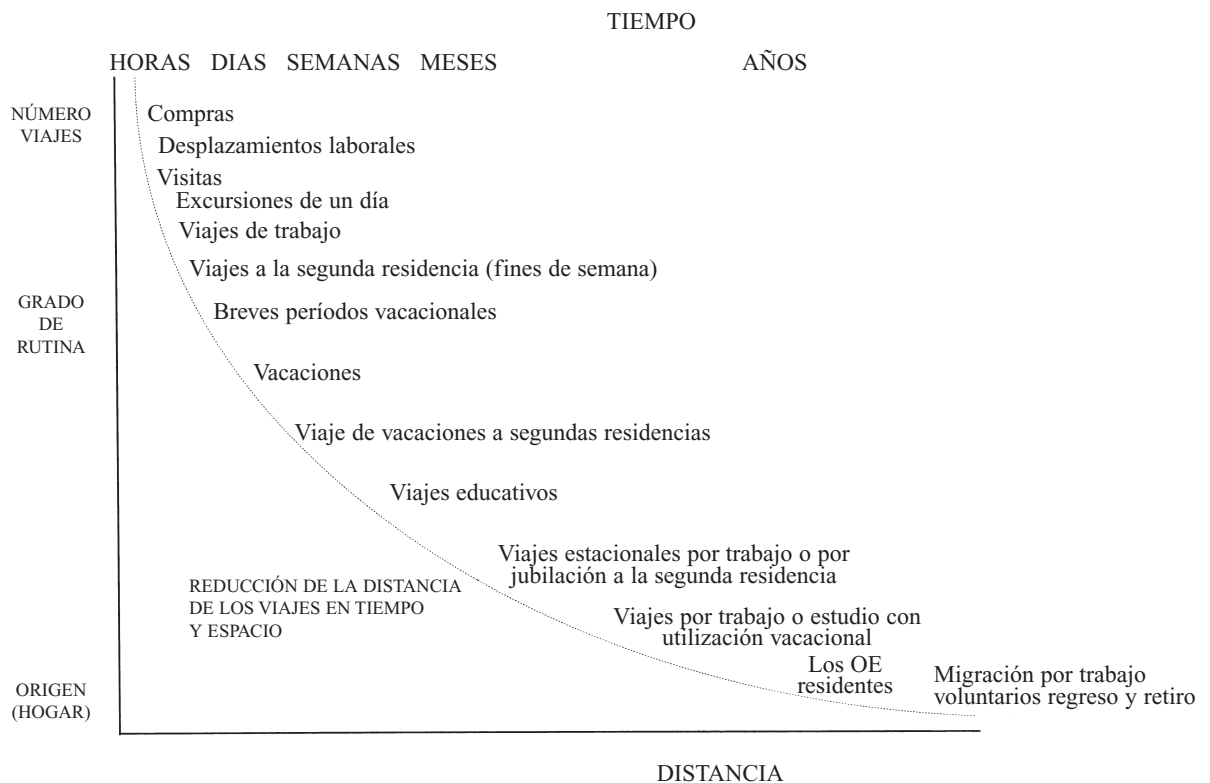 TIEMPO
HORAS DIAS SEMANAS MESES AÑOS
NÚMERO
VIAJES
Compras
Desplazamientos laborales
Visitas
Excursiones de un día
Viajes de trabajo
Viajes a la segunda residencia (fines de semana)
GRADO
DE
RUTINA
Breves períodos vacacionales
Vacaciones
Viaje de vacaciones a segundas residencias
Viajes educativos
Viajes estacionales por trabajo o por
jubilación a la segunda residencia
REDUCCIÓN DE LA DISTANCIA
DE LOS VIAJES EN TIEMPO
Y ESPACIO
Viajes por trabajo o estudio con
utilización vacacional
Los OE
residentes
Migración por trabajo
voluntarios regreso y retiro
ORIGEN
(HOGAR)
DISTANCIA